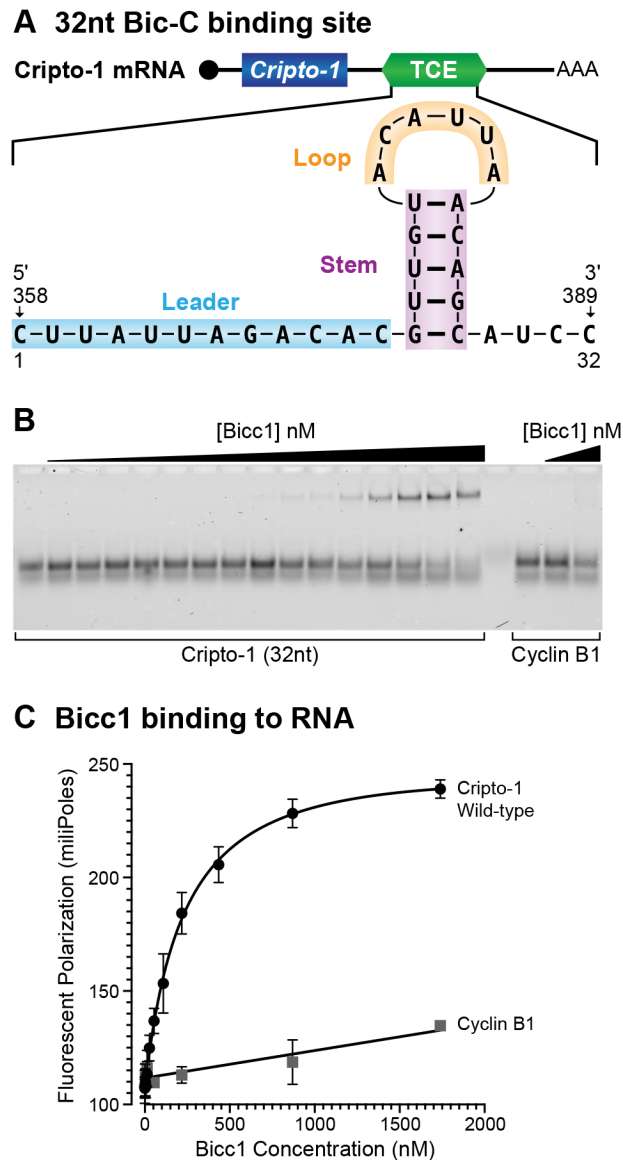 A 32nt Bic-C binding site
Cripto-1 mRNA Cripto-1 TCE AAA
Loop
A C A U U A
U A
G C
Stem
U A
U G
5' 3'
358 389
Leader
C-U-U-A-U-U-A-G-A-C-A-C-G C-A-U-C-C
1 32
B
[Bicc1] nM [Bicc1] nM
Cripto-1 (32nt) Cyclin B1
C Bicc1 binding to RNA
Fluorescent Polarization (miliPoles)
250
200
150
100
Cripto-1
Wild-type
Cyclin B1
0 500 1000 1500 2000
Bicc1 Concentration (nM)